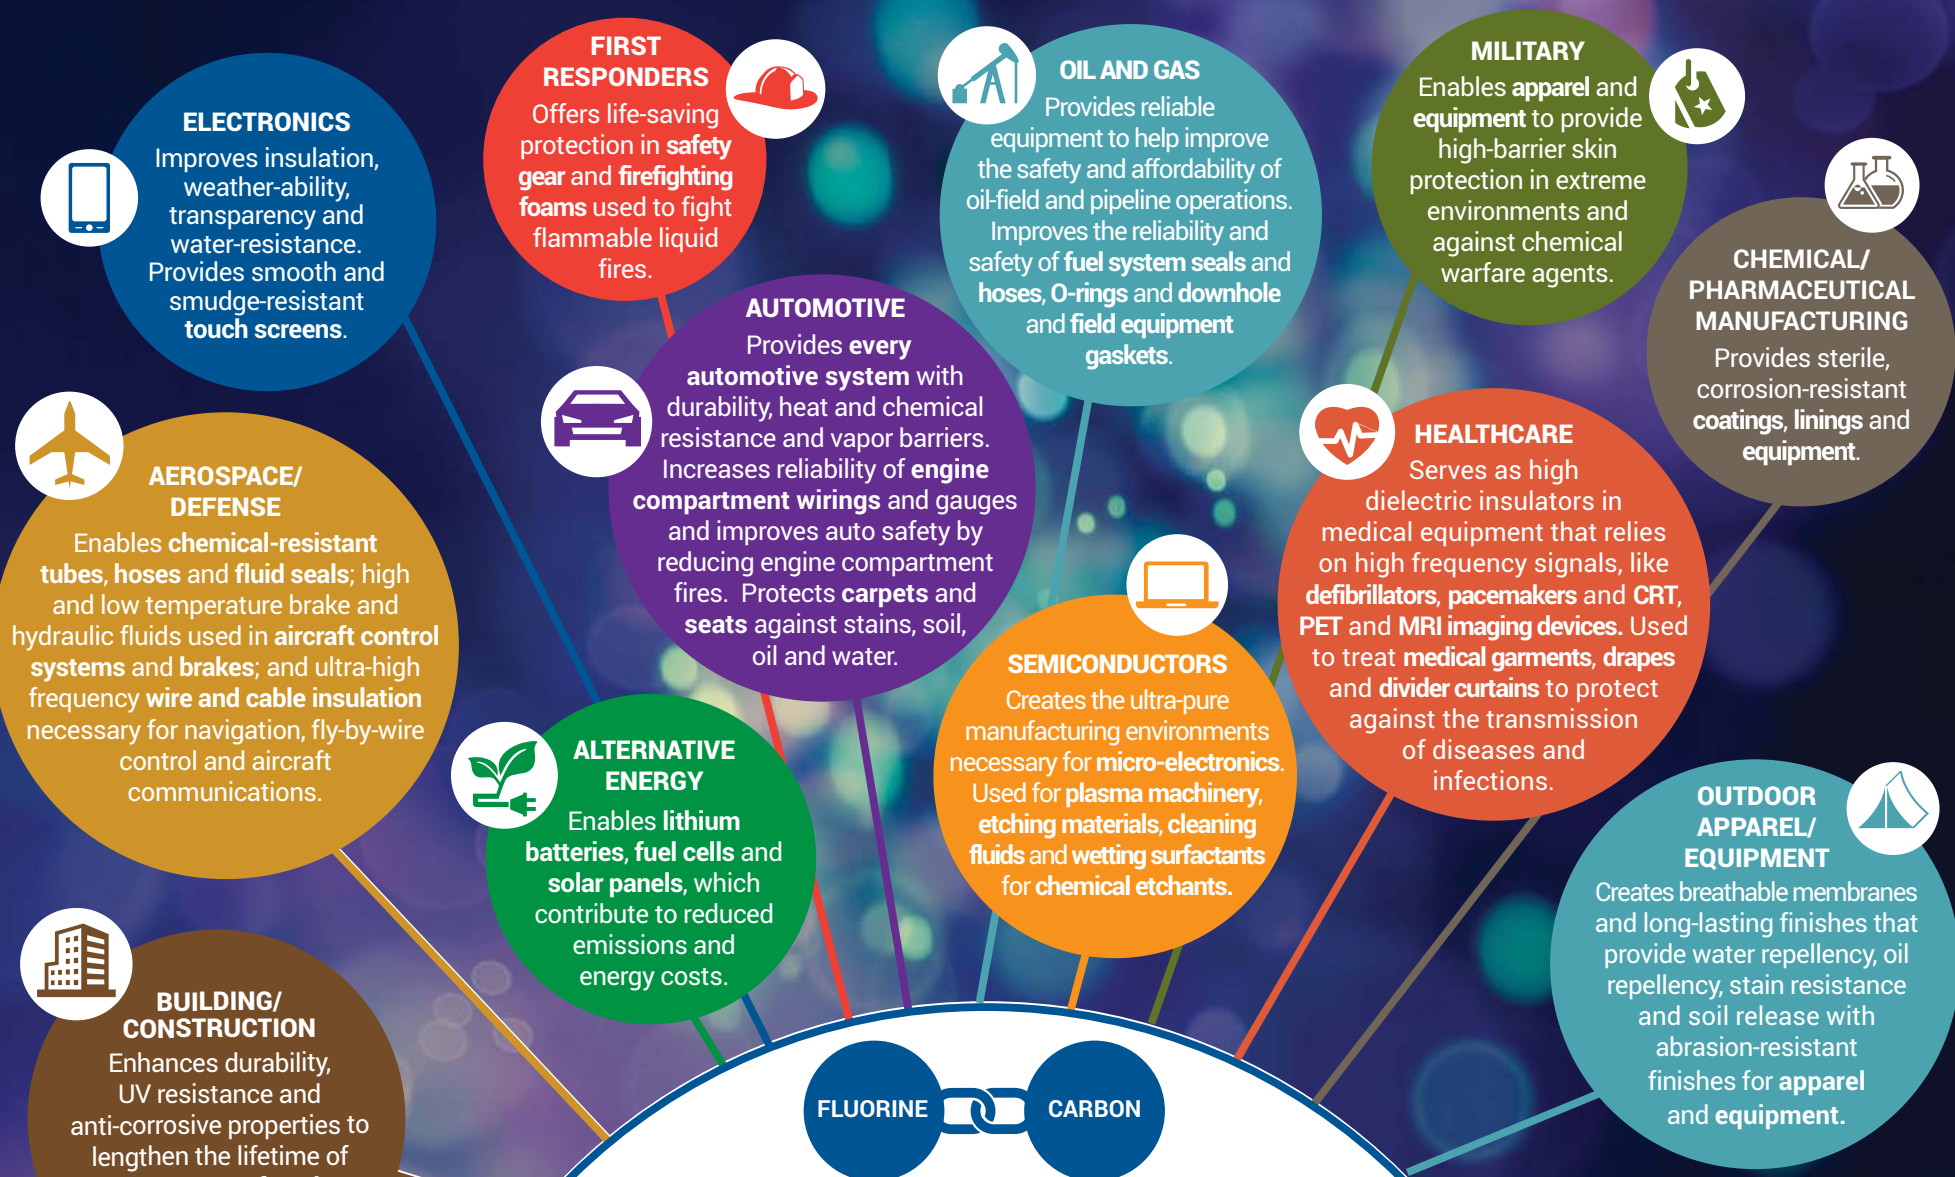 ELECTRONICS
Improves insulation,
weather-ability,
transparency and
water-resistance.
Provides smooth and
smudge-resistant
touch screens.
FIRST
RESPONDERS
Offers life-saving
protection in safety
gear and firefighting
foams used to fight
flammable liquid
fires.
OIL AND GAS
Provides reliable
equipment to help improve
the safety and affordability of
oil-field and pipeline operations.
Improves the reliability and
safety of fuel system seals and
hoses, O-rings and downhole
and field equipment
gaskets.
MILITARY
Enables apparel and
equipment to provide
high-barrier skin
protection in extreme
environments and
against chemical
warfare agents.
CHEMICAL/
PHARMACEUTICAL
MANUFACTURING
Provides sterile,
corrosion-resistant
coatings, linings and
equipment.
AUTOMOTIVE
Provides every
automotive system with
durability, heat and chemical
resistance and vapor barriers.
Increases reliability of engine
compartment wirings and gauges
and improves auto safety by
reducing engine compartment
fires. Protects carpets and
seats against stains, soil,
oil and water.
HEALTHCARE
Serves as high
dielectric insulators in
medical equipment that relies
on high frequency signals, like
defibrillators, pacemakers and CRT,
PET and MRI imaging devices. Used
to treat medical garments, drapes
and divider curtains to protect
against the transmission
of diseases and
infections.
AEROSPACE/
DEFENSE
Enables chemical-resistant
tubes, hoses and fluid seals; high
and low temperature brake and
hydraulic fluids used in aircraft control
systems and brakes; and ultra-high
frequency wire and cable insulation
necessary for navigation, fly-by-wire
control and aircraft
communications.
SEMICONDUCTORS
Creates the ultra-pure
manufacturing environments
necessary for micro-electronics.
Used for plasma machinery,
etching materials, cleaning
fluids and wetting surfactants
for chemical etchants.
ALTERNATIVE
ENERGY
Enables lithium
batteries, fuel cells and
solar panels, which
contribute to reduced
emissions and
energy costs.
OUTDOOR
APPAREL/
EQUIPMENT
Creates breathable membranes
and long-lasting finishes that
provide water repellency, oil
repellency, stain resistance
and soil release with
abrasion-resistant
finishes for apparel
and equipment.
BUILDING/
CONSTRUCTION
Enhances durability,
UV resistance and
anti-corrosive properties to
lengthen the lifetime of
FLUORINE
CARBON